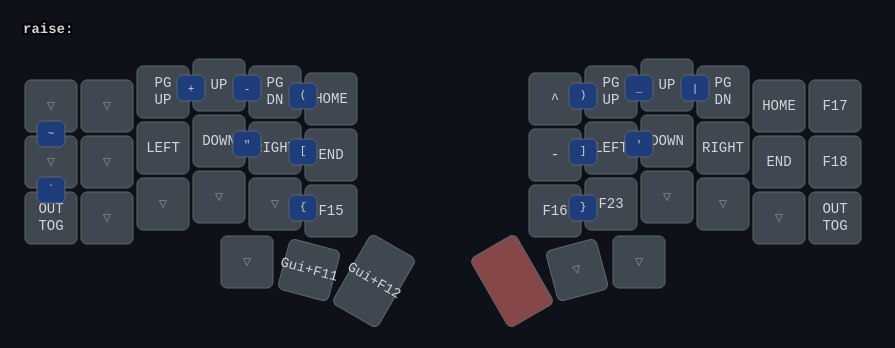 raise:
▽ ▽ PG UP + UP - PG DN ( HOME
~
▽ ▽ LEFT DOWN " RIGHT [ END
`
OUT TOG ▽ ▽ ▽ ▽ { F15
▽ Gui+F11 Gui+F12
^ ) PG UP _ UP | PG DN HOME F17
- ] LEFT ' DOWN RIGHT END F18
F16 } F23 ▽ ▽ ▽ OUT TOG
▽ ▽